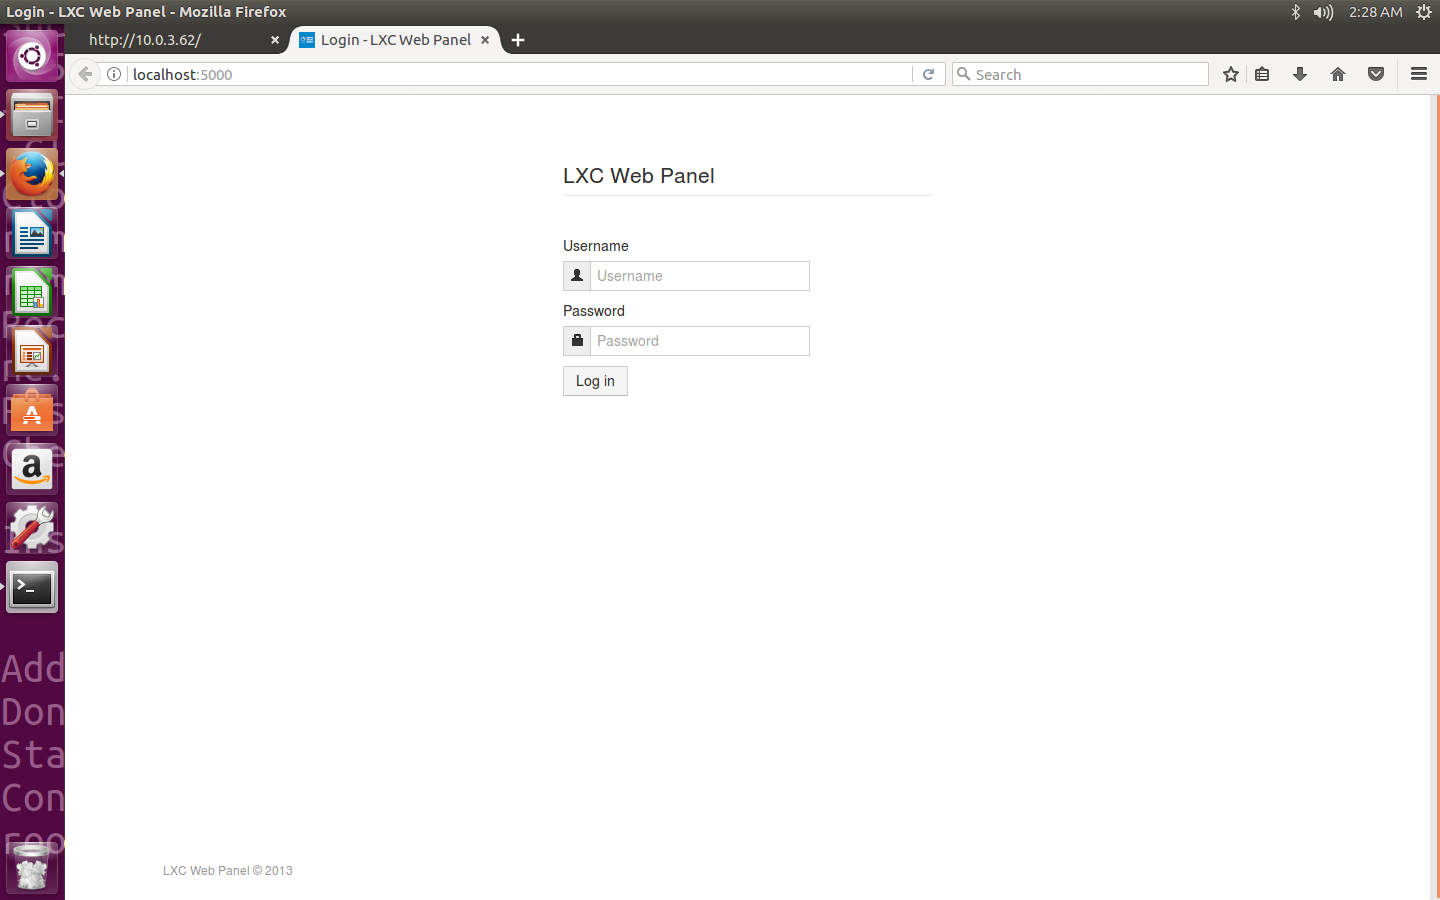 Login - LXC Web Panel - Mozilla Firefox
2:28 AM
http://10.0.3.62/
Login - LXC Web Panel
localhost:5000
Search
LXC Web Panel
Username
Username
Password
Password
Log in
Add
Don
Sta
Con
roo
LXC Web Panel © 2013